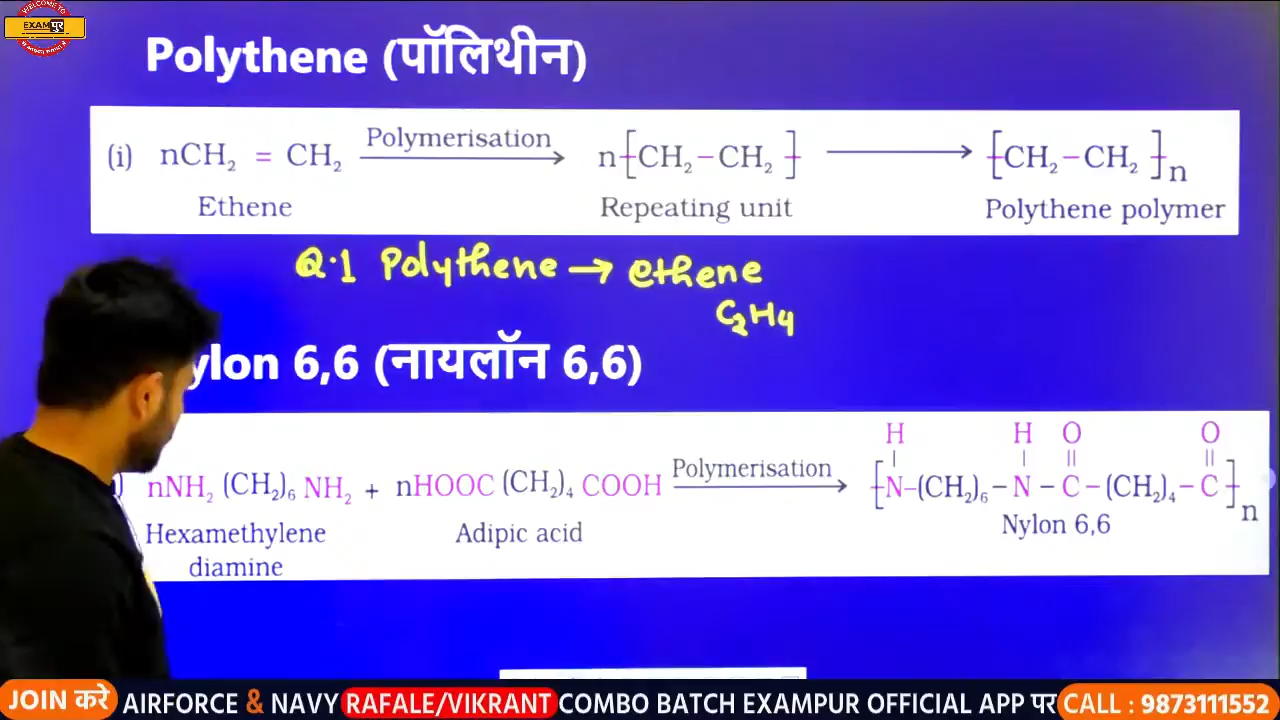 WELCOME TO
EXAMपुर
Polythene (पॉलिथीन)
(i) nCH₂ = CH₂ Polymerisation n[CH₂–CH₂] [CH₂–CH₂]n
Ethene Repeating unit Polythene polymer
Q.1 Polythene → ethene
C₂H₄
ylon 6,6 (नायलॉन 6,6)
H H O O
) nNH₂ (CH₂)₆ NH₂ + nHOOC (CH₂)₄ COOH Polymerisation [N–(CH₂)₆–N–C–(CH₂)₄–C]n
Hexamethylene Adipic acid Nylon 6,6
diamine
JOIN करे AIRFORCE & NAVY RAFALE/VIKRANT COMBO BATCH EXAMPUR OFFICIAL APP पर CALL : 9873111552